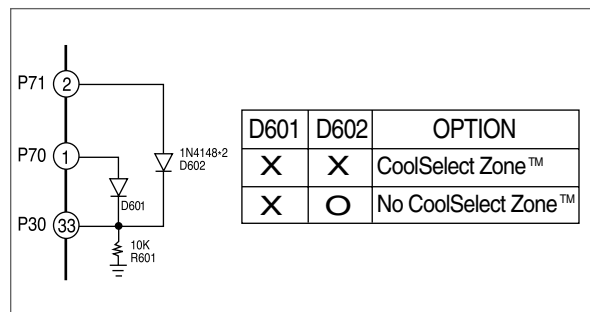 P71 2
P70 1
P30 33
1N4148*2
D602
D601
10K
R601
D601 D602 OPTION
X X CoolSelect Zone™
X O No CoolSelect Zone™